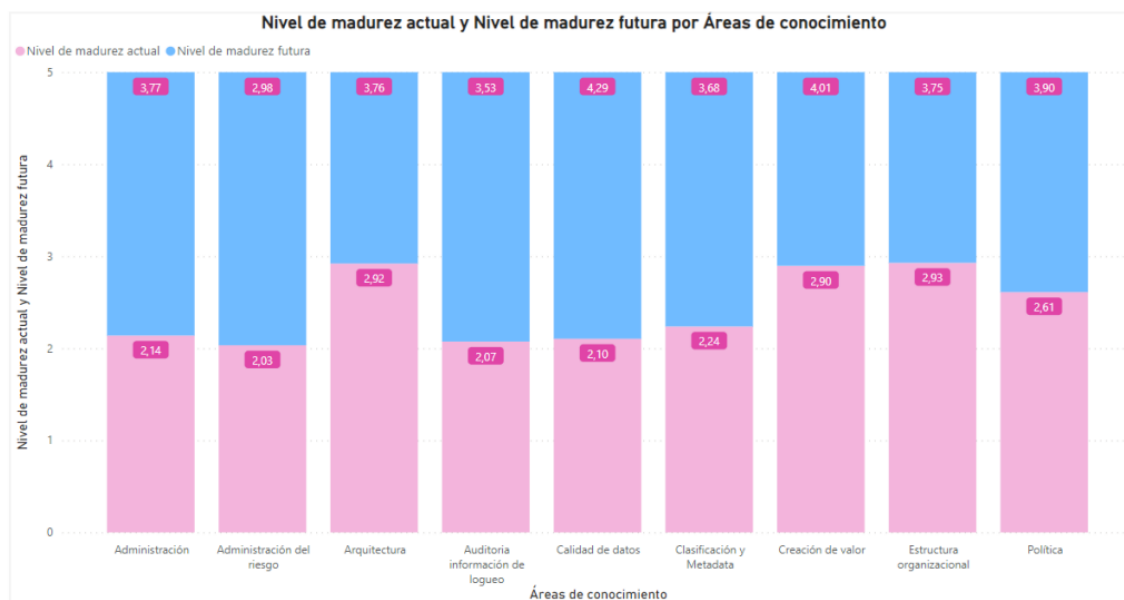 Nivel de madurez actual y Nivel de madurez futura por Áreas de conocimiento
Nivel de madurez actual Nivel de madurez futura
Nivel de madurez actual y Nivel de madurez futura
5
4
3
2
1
0
3,77 2,98 3,76 3,53 4,29 3,68 4,01 3,75 3,90
2,14 2,03 2,92 2,07 2,10 2,24 2,90 2,93 2,61
Administración
Administración del
riesgo
Arquitectura
Auditoria
información de
logueo
Calidad de datos
Clasificación y
Metadata
Creación de valor
Estructura
organizacional
Política
Áreas de conocimiento